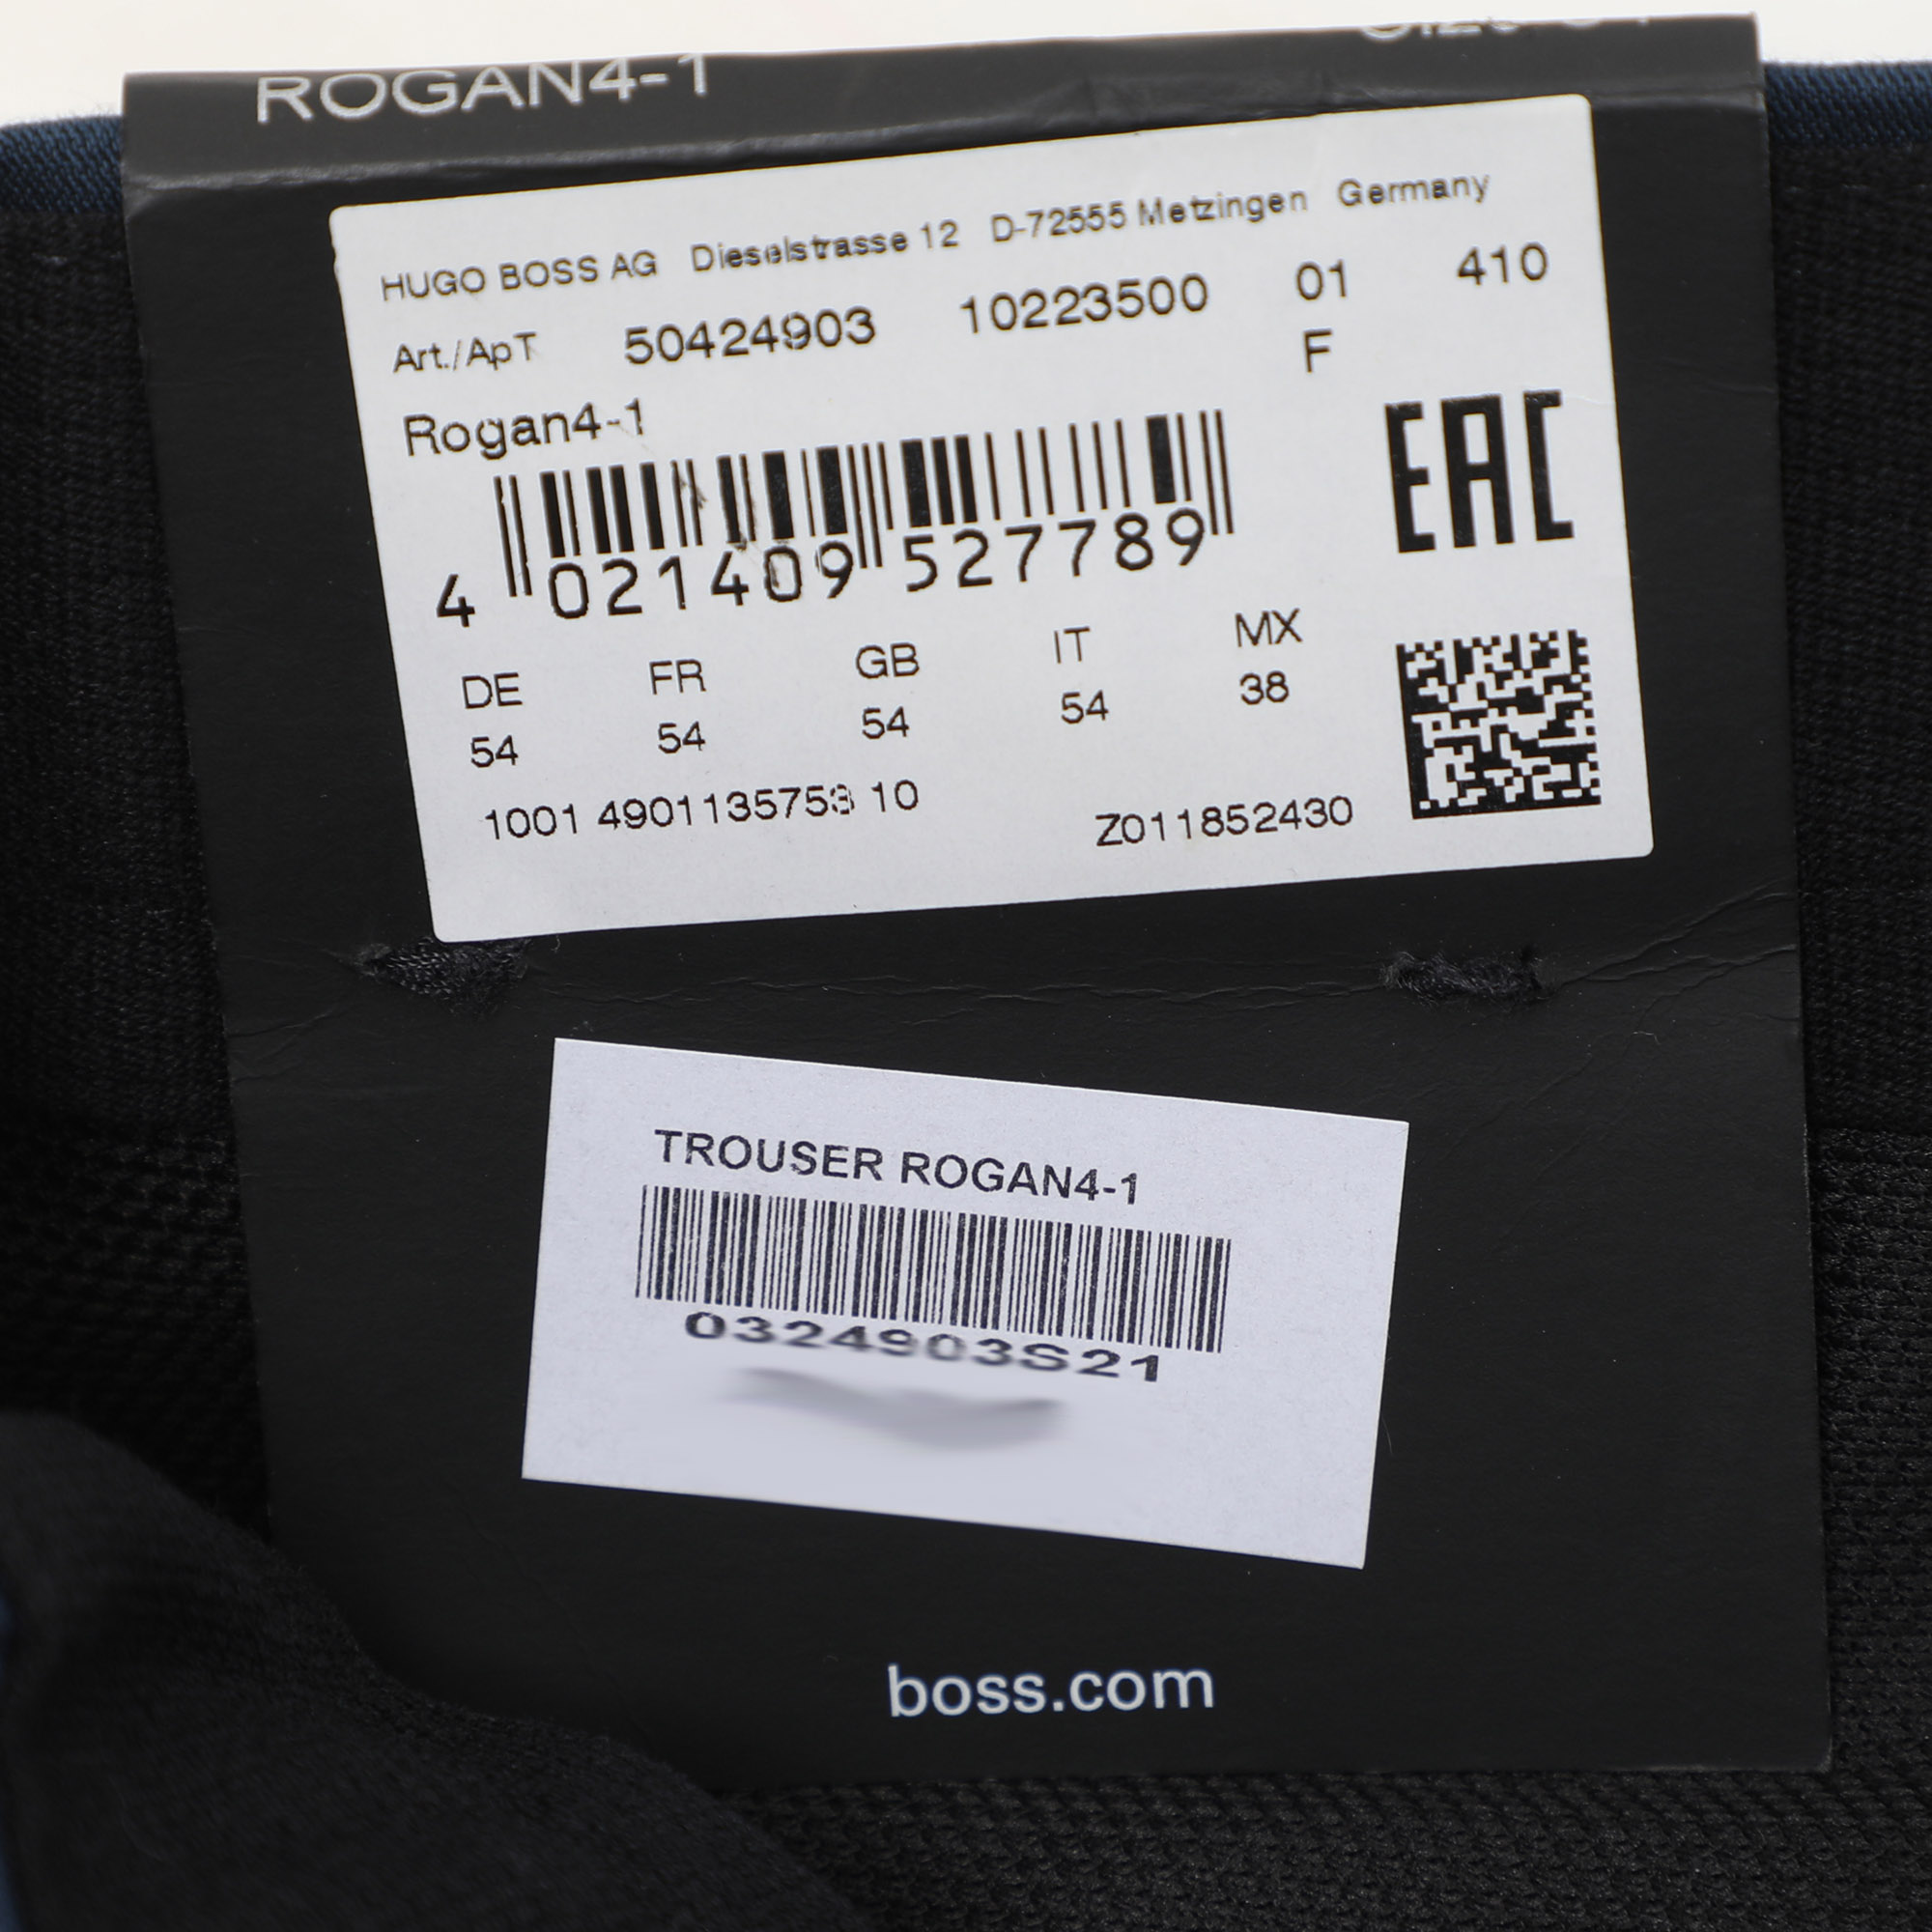 ROGAN4-1
HUGO BOSS AG Dieselstrasse 12 D-72555 Metzingen Germany
Art./ApT 50424903 10223500 01 410
F
Rogan4-1
EAC
4 021409 527789
DE FR GB IT MX
54 54 54 54 38
1001 4901135753 10 Z011852430
TROUSER ROGAN4-1
0324903S21
boss.com